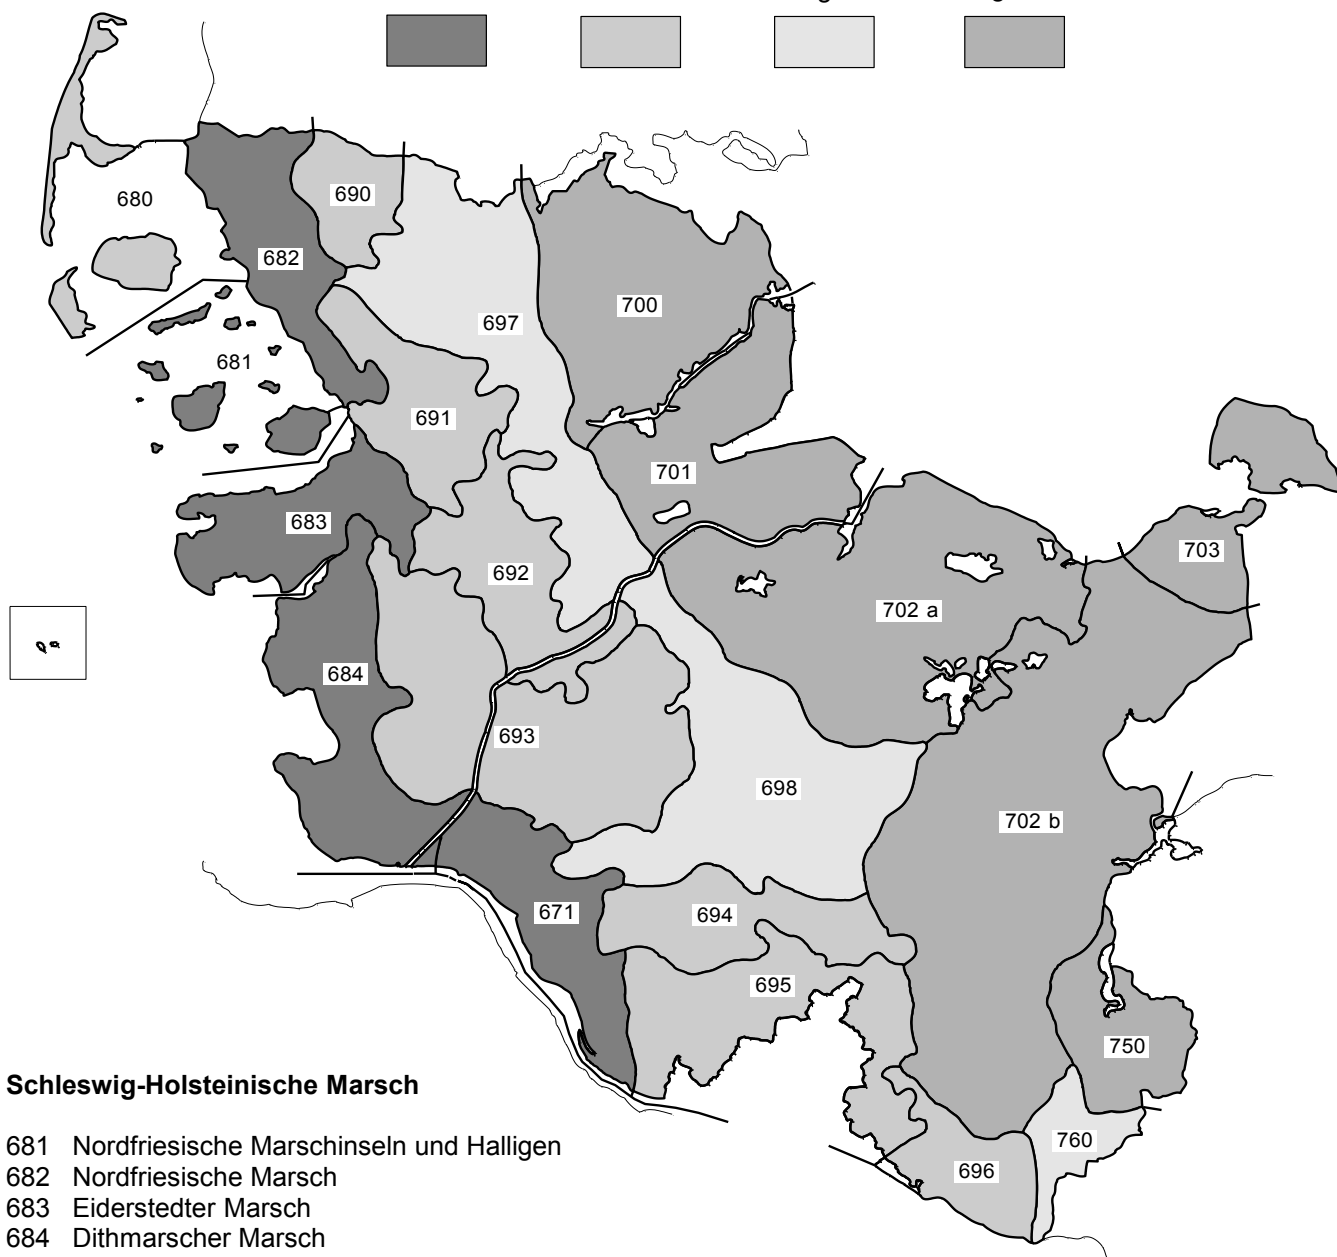 690
680
682
700
697
681
691
701
683
703
692
702 a
684
693
698
702 b
671
694
695
750
760
696
Schleswig-Holsteinische Marsch
681 Nordfriesische Marschinseln und Halligen
682 Nordfriesische Marsch
683 Eiderstedter Marsch
684 Dithmarscher Marsch